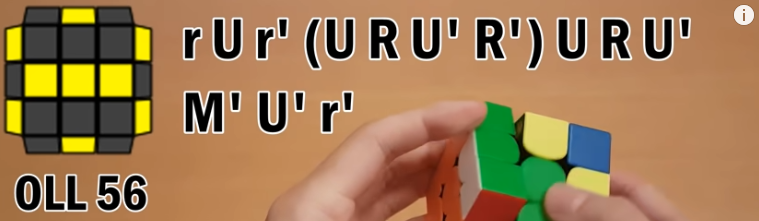 r U r' (U R U' R') U R U'
M' U' r'
OLL 56